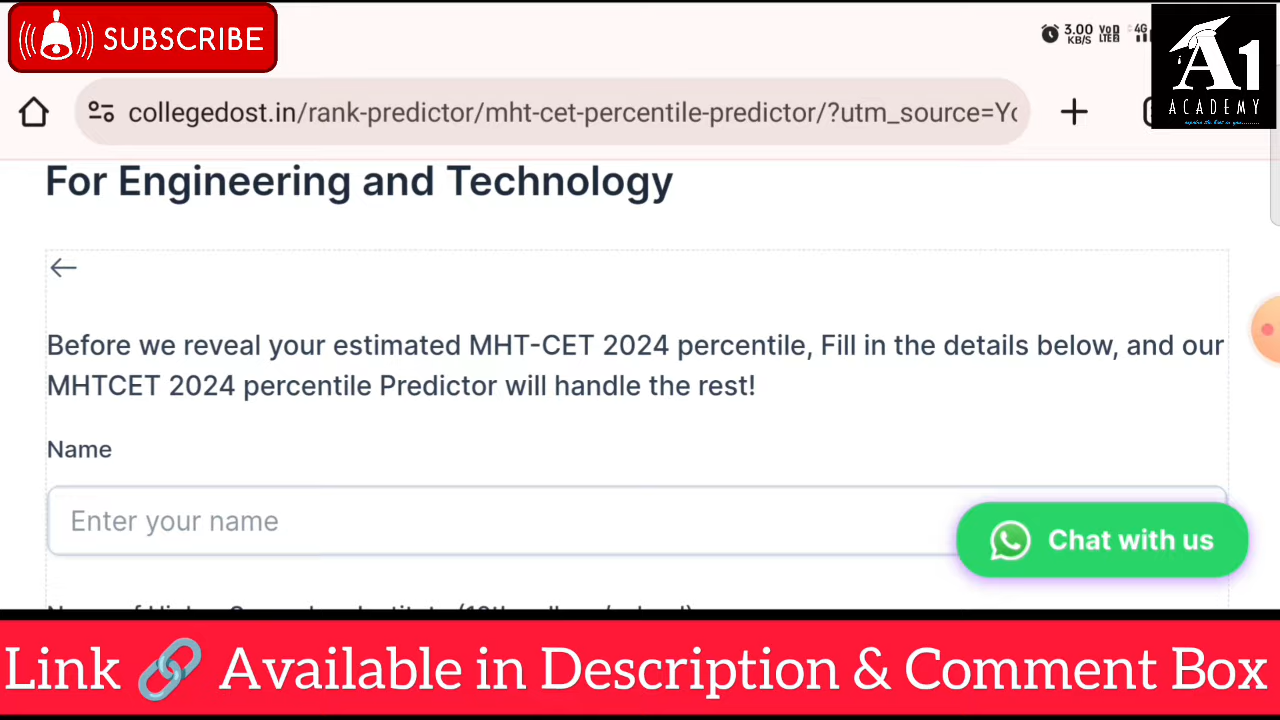 SUBSCRIBE
3.00
KB/S
4G
A1
ACADEMY
collegedost.in/rank-predictor/mht-cet-percentile-predictor/?utm_source=Yo
For Engineering and Technology
Before we reveal your estimated MHT-CET 2024 percentile, Fill in the details below, and our
MHTCET 2024 percentile Predictor will handle the rest!
Name
Enter your name
Chat with us
Link 🔗 Available in Description & Comment Box